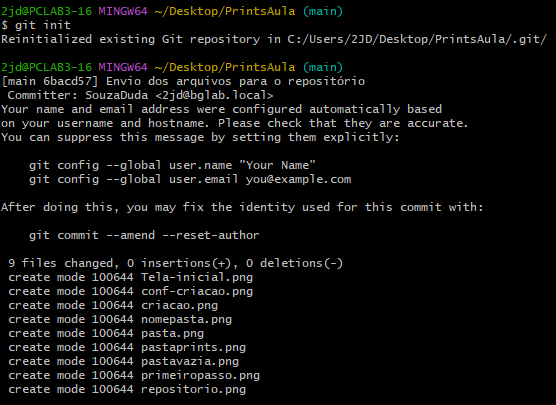 2jd@PCLAB3-16 MINGW64 ~/Desktop/PrintsAula (main)
$ git init
Reinitialized existing Git repository in C:/Users/2JD/Desktop/PrintsAula/.git/
2jd@PCLAB3-16 MINGW64 ~/Desktop/PrintsAula (main)
[main 6bacd57] Envio dos arquivos para o repositório
Committer: SouzaDuda <2jd@bglab.local>
Your name and email address were configured automatically based
on your username and hostname. Please check that they are accurate.
You can suppress this message by setting them explicitly:
git config --global user.name "Your Name"
git config --global user.email you@example.com
After doing this, you may fix the identity used for this commit with:
git commit --amend --reset-author
9 files changed, 0 insertions(+), 0 deletions(-)
create mode 100644 Tela-inicial.png
create mode 100644 conf-criacao.png
create mode 100644 criacao.png
create mode 100644 nomepasta.png
create mode 100644 pasta.png
create mode 100644 pastaprints.png
create mode 100644 pastavazia.png
create mode 100644 primeiropasso.png
create mode 100644 repositorio.png